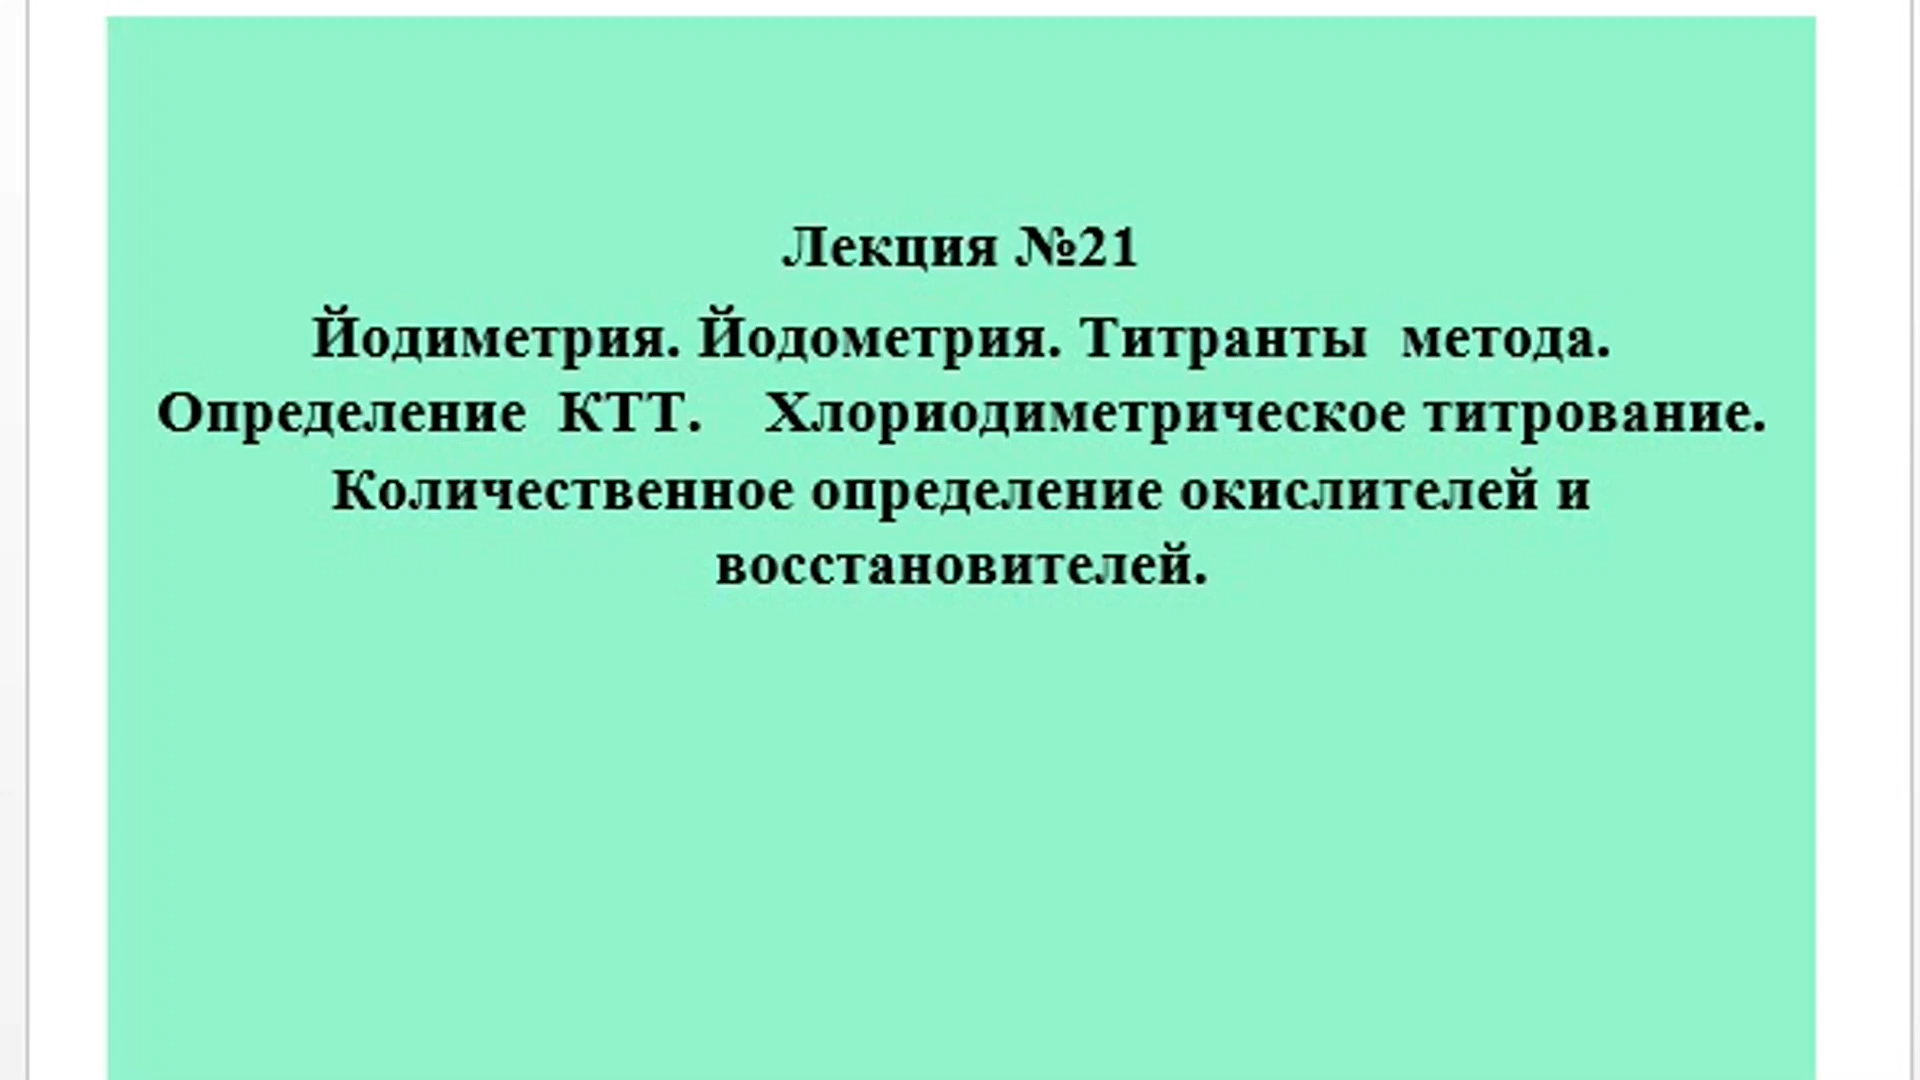 Лекция №21
Йодиметрия. Йодометрия. Титранты метода.
Определение КТТ. Хлориодиметрическое титрование.
Количественное определение окислителей и
восстановителей.